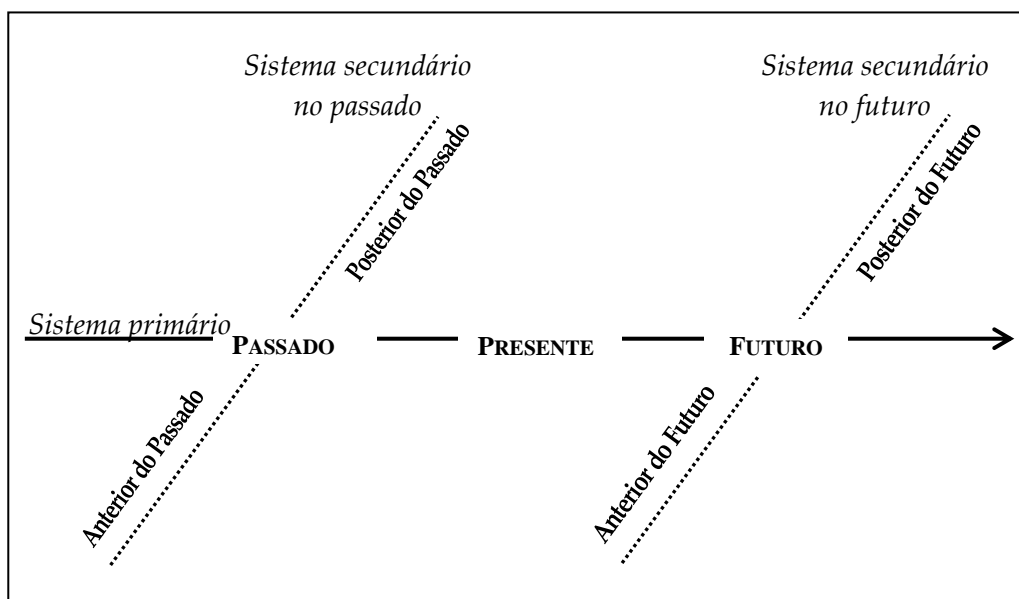 Sistema secundário
no passado
Sistema secundário
no futuro
Posterior do Passado
Posterior do Futuro
Sistema primário
PASSADO
PRESENTE
FUTURO
Anterior do Passado
Anterior do Futuro